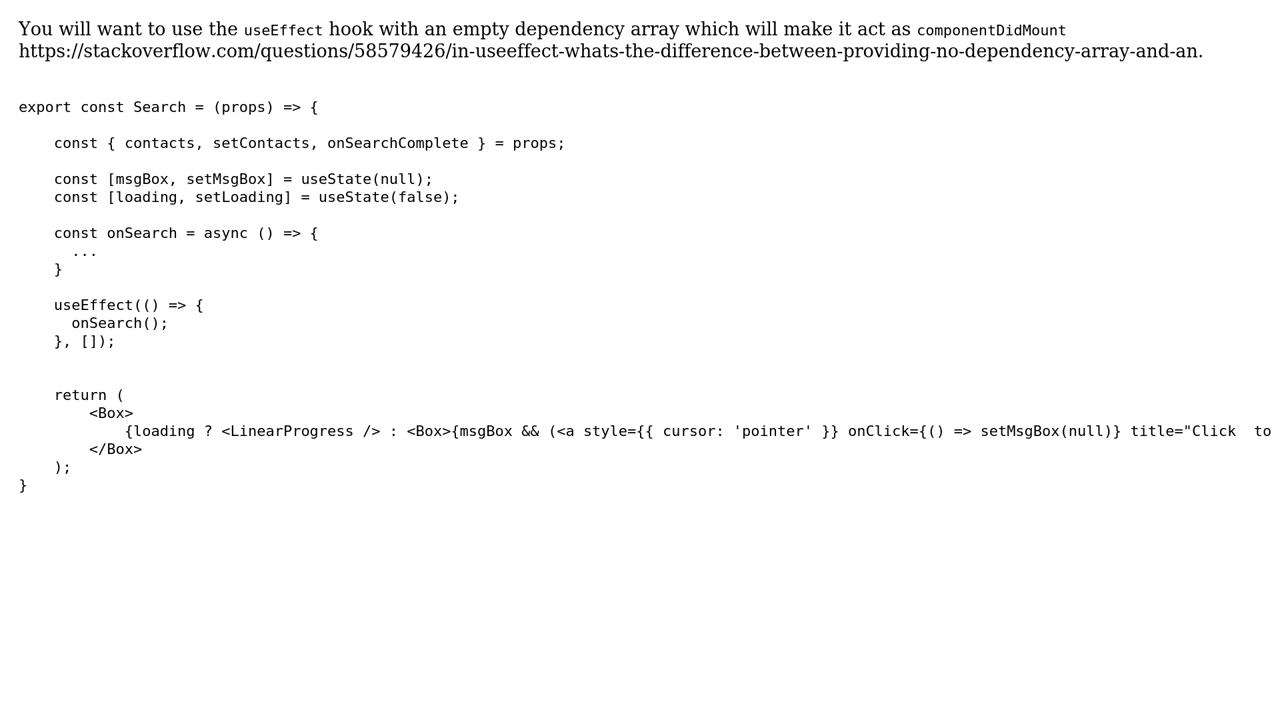 You will want to use the useEffect hook with an empty dependency array which will make it act as componentDidMount
https://stackoverflow.com/questions/58579426/in-useeffect-whats-the-difference-between-providing-no-dependency-array-and-an.
export const Search = (props) => {
    const { contacts, setContacts, onSearchComplete } = props;
    const [msgBox, setMsgBox] = useState(null);
    const [loading, setLoading] = useState(false);
    const onSearch = async () => {
      ...
    }
    useEffect(() => {
      onSearch();
    }, []);
    return (
        <Box>
            {loading ? <LinearProgress /> : <Box>{msgBox && (<a style={{ cursor: 'pointer' }} onClick={() => setMsgBox(null)} title="Click  to
        </Box>
    );
}